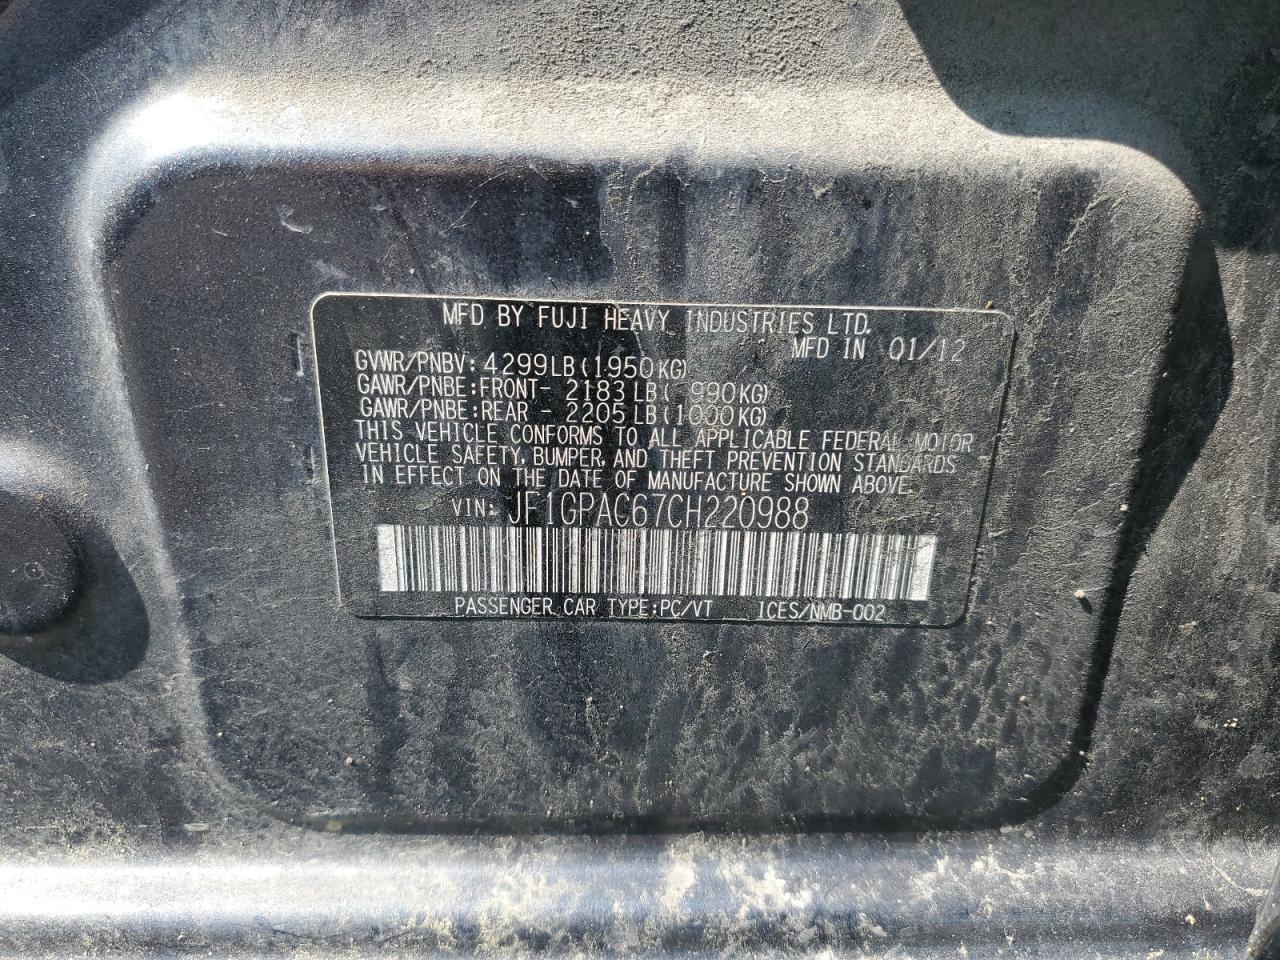 MFD BY FUJI HEAVY INDUSTRIES LTD.
MFD IN 01/12
GVWR/PNBV: 4299LB(1950KG)
GAWR/PNBE:FRONT- 2183LB( 990KG)
GAWR/PNBE:REAR - 2205LB(1000KG)
THIS VEHICLE CONFORMS TO ALL APPLICABLE FEDERAL MOTOR
VEHICLE SAFETY, BUMPER, AND THEFT PREVENTION STANDARDS
IN EFFECT ON THE DATE OF MANUFACTURE SHOWN ABOVE.
VIN: JF1GPAC67CH220988
PASSENGER CAR TYPE:PC/VT ICES/NMB-002